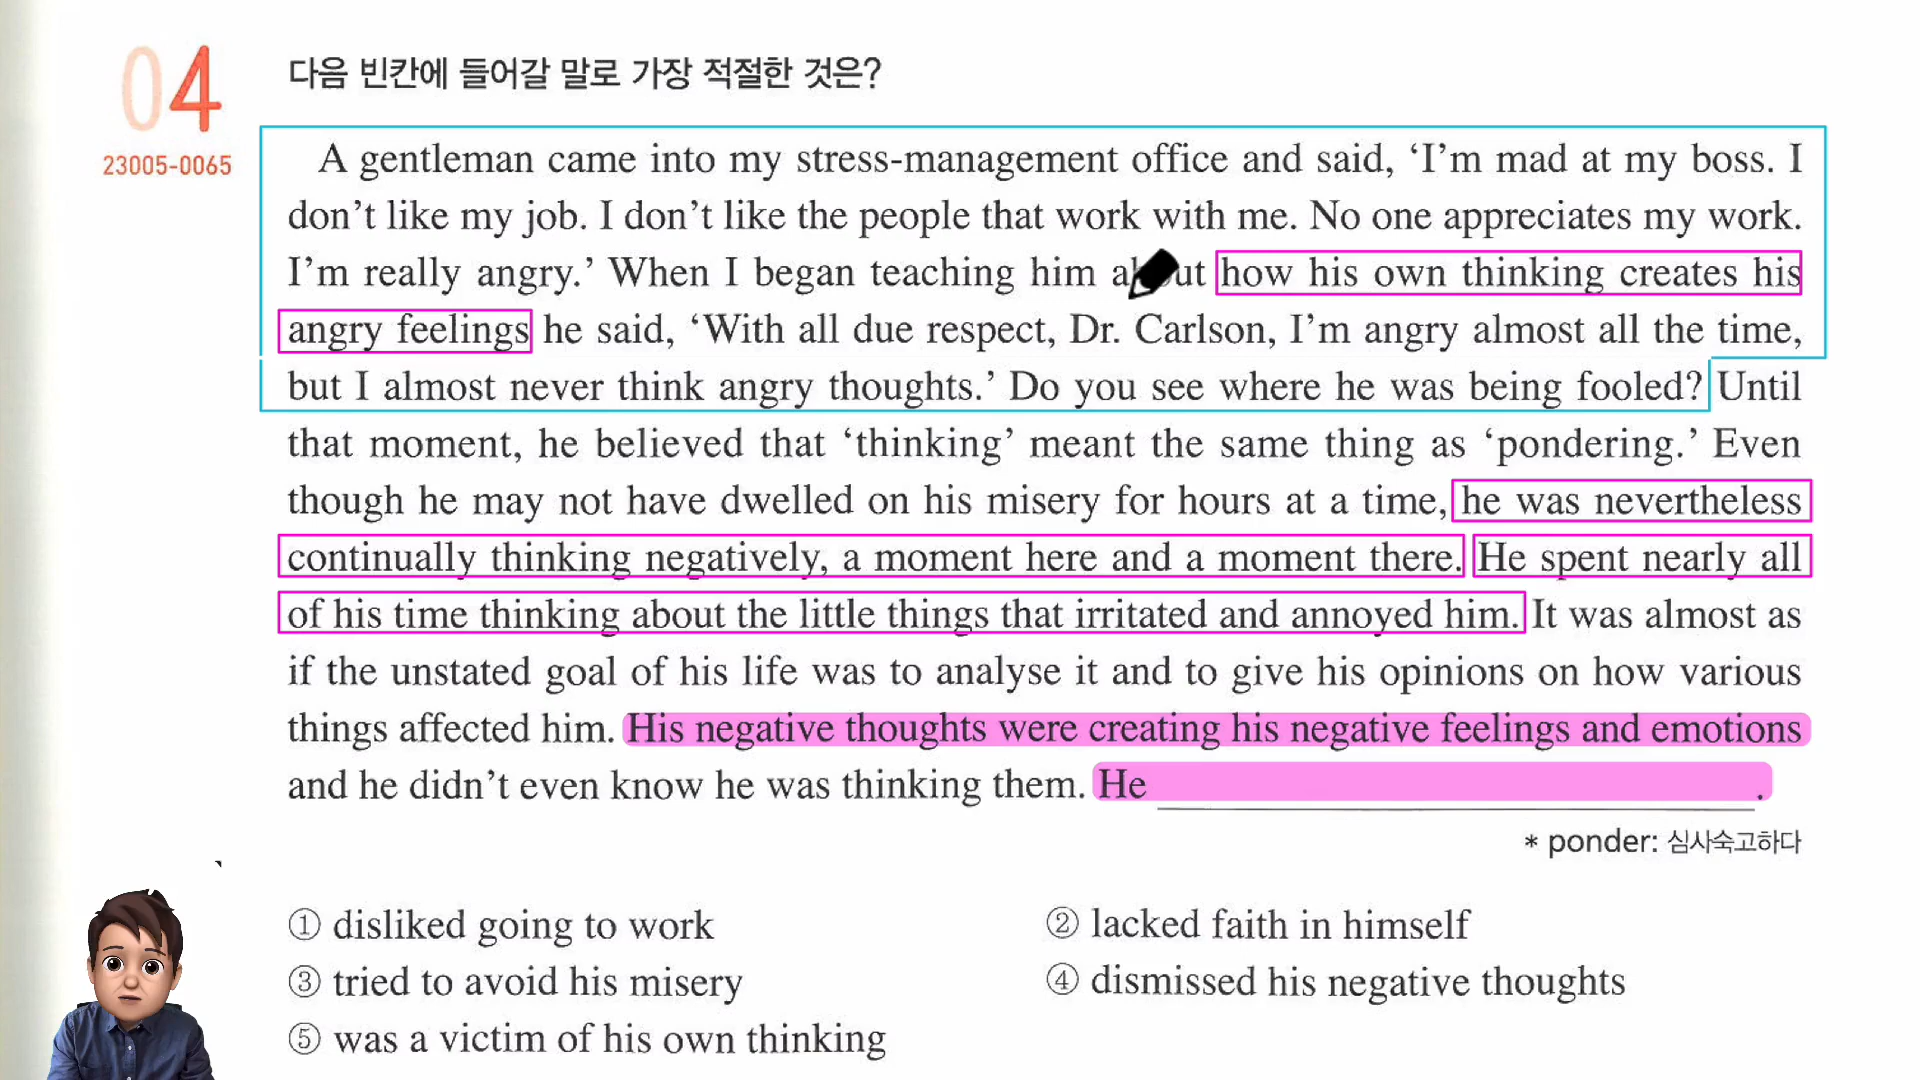 04
23005-0065
다음 빈칸에 들어갈 말로 가장 적절한 것은?
A gentleman came into my stress-management office and said, ‘I’m mad at my boss. I
don’t like my job. I don’t like the people that work with me. No one appreciates my work.
I’m really angry.’ When I began teaching him about how his own thinking creates his
angry feelings he said, ‘With all due respect, Dr. Carlson, I’m angry almost all the time,
but I almost never think angry thoughts.’ Do you see where he was being fooled? Until
that moment, he believed that ‘thinking’ meant the same thing as ‘pondering.’ Even
though he may not have dwelled on his misery for hours at a time, he was nevertheless
continually thinking negatively, a moment here and a moment there. He spent nearly all
of his time thinking about the little things that irritated and annoyed him. It was almost as
if the unstated goal of his life was to analyse it and to give his opinions on how various
things affected him. His negative thoughts were creating his negative feelings and emotions
and he didn’t even know he was thinking them. He ____________.
* ponder: 심사숙고하다
① disliked going to work
② lacked faith in himself
③ tried to avoid his misery
④ dismissed his negative thoughts
⑤ was a victim of his own thinking